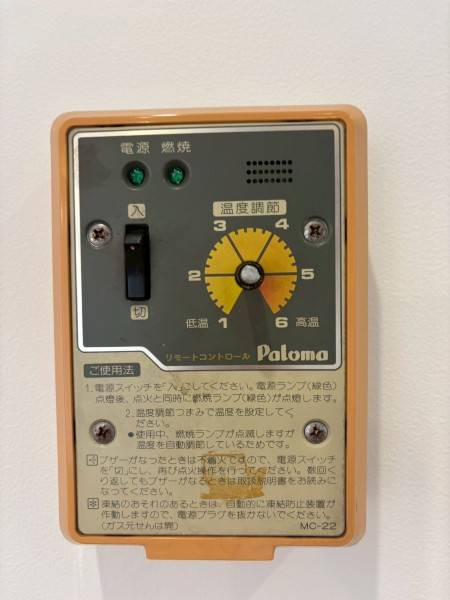 電源 燃焼
入
温度調節
3 4
2 5
切
低温 1 6 高温
リモートコントロール Paloma
ご使用法
1.電源スイッチを「入」にしてください。電源ランプ(緑色)
点燈後、点火と同時に燃焼ランプ(緑色)が点燈します。
2.温度調節つまみで温度を設定してく
ださい。
●使用中、燃焼ランプが点滅しますが
温度を自動調節しているためです。
ブザーがなったときは不着火ですので、電源スイッチ
を「切」にし、再び点火操作を行ってください。数回く
り返してもブザーがなるときは取扱説明書をお読みに
なってください。
凍結のおそれのあるときは、自動的に凍結防止装置が
作動しますので、電源プラグを抜かないでください。
(ガス元せんは閉)
MC-22